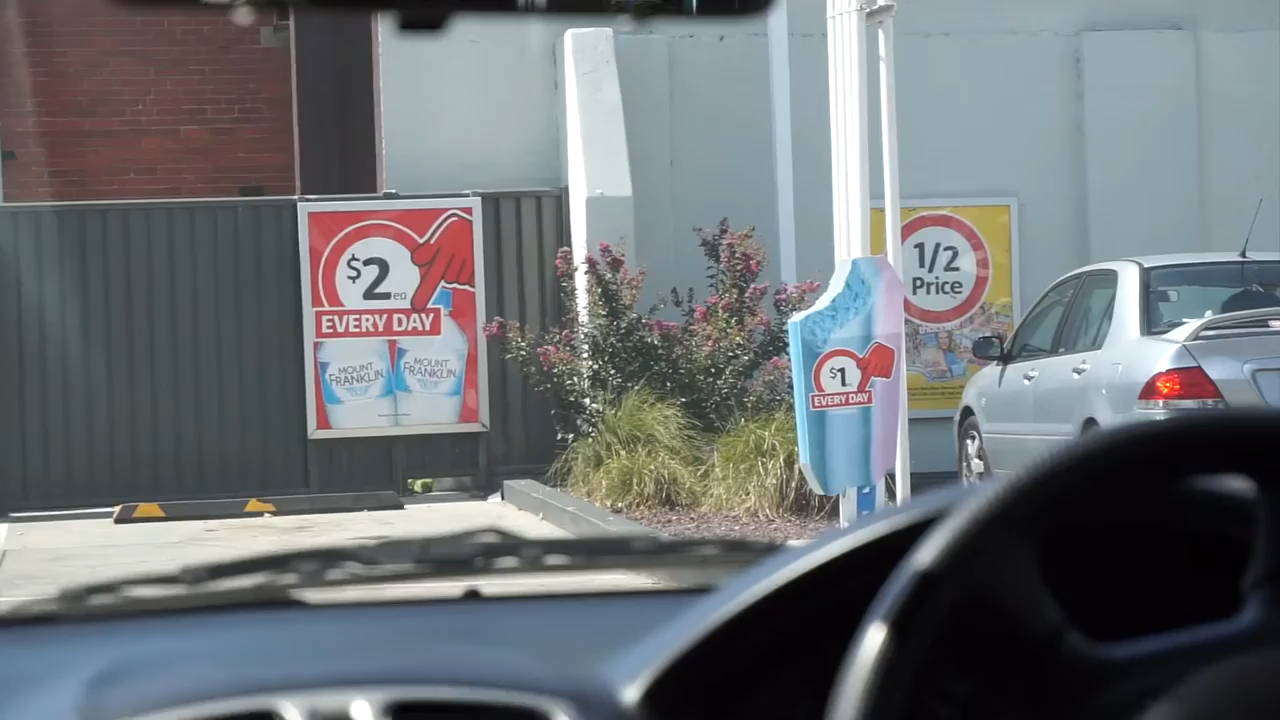 $2ea
EVERY DAY
MOUNT
FRANKLIN
MOUNT
FRANKLIN
$1
EVERY DAY
1/2
Price